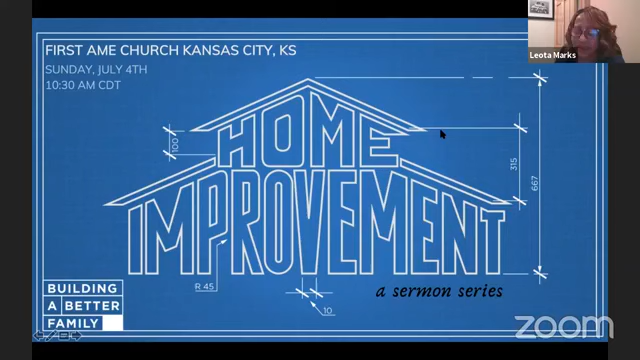 FIRST AME CHURCH KANSAS CITY, KS
SUNDAY, JULY 4TH
10:30 AM CDT
Leota Marks
HOME
IMPROVEMENT
100
315
667
R 45
10
a sermon series
BUILDING
A BETTER
FAMILY
zoom